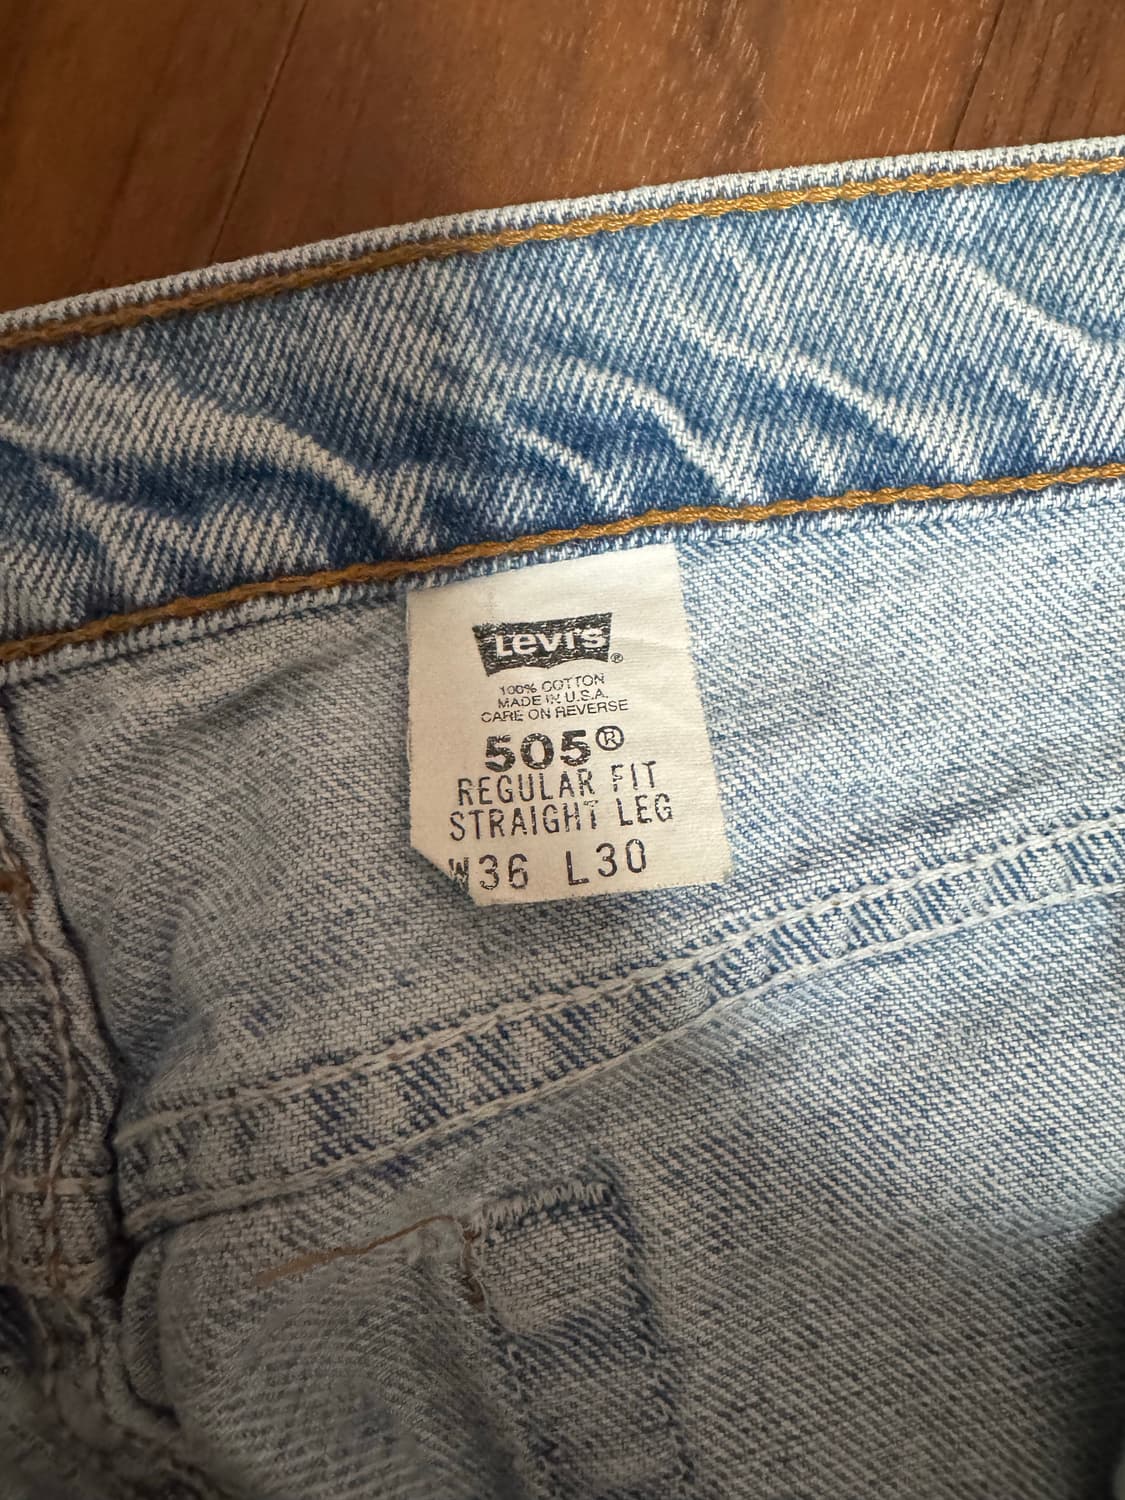 Levi's®
100% COTTON
MADE IN U.S.A.
CARE ON REVERSE
505®
REGULAR FIT
STRAIGHT LEG
W36 L30